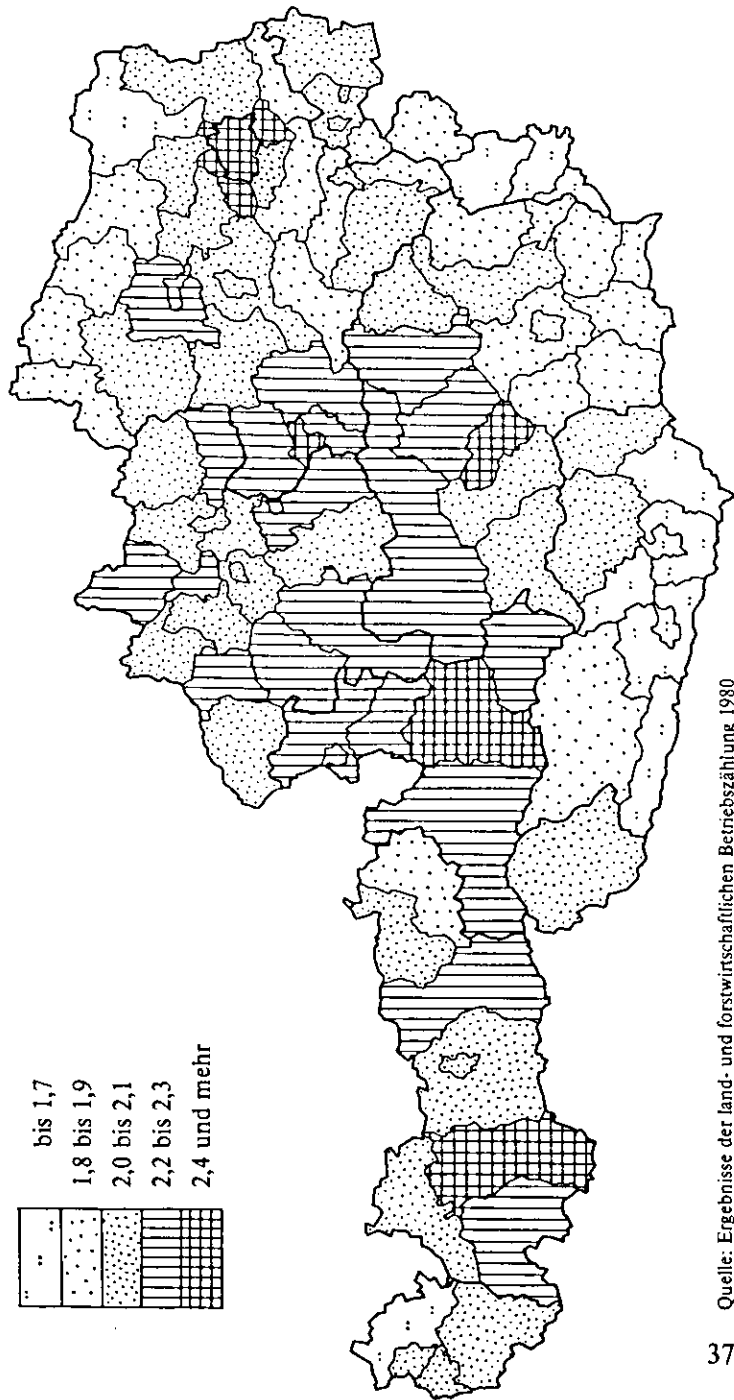 bis 1,7
1,8 bis 1,9
2,0 bis 2,1
2,2 bis 2,3
2,4 und mehr
Quelle: Ergebnisse der land- und forstwirtschaftlichen Betriebszählung 1980
37